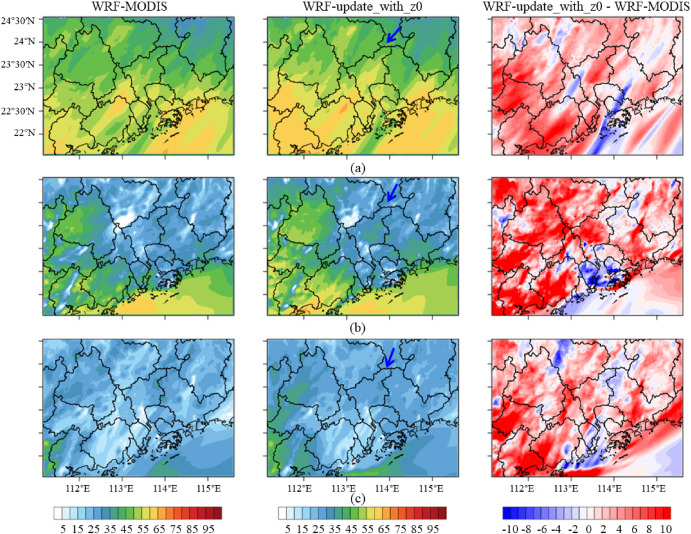 WRF-MODIS WRF-update_with_z0 WRF-update_with_z0 - WRF-MODIS
24°30'N
24°N
23°30'N
23°N
22°30'N
22°N
(a)
(b)
112°E 113°E 114°E 115°E 112°E 113°E 114°E 115°E 112°E 113°E 114°E 115°E
(c)
5 15 25 35 45 55 65 75 85 95 5 15 25 35 45 55 65 75 85 95 -10 -8 -6 -4 -2 0 2 4 6 8 10